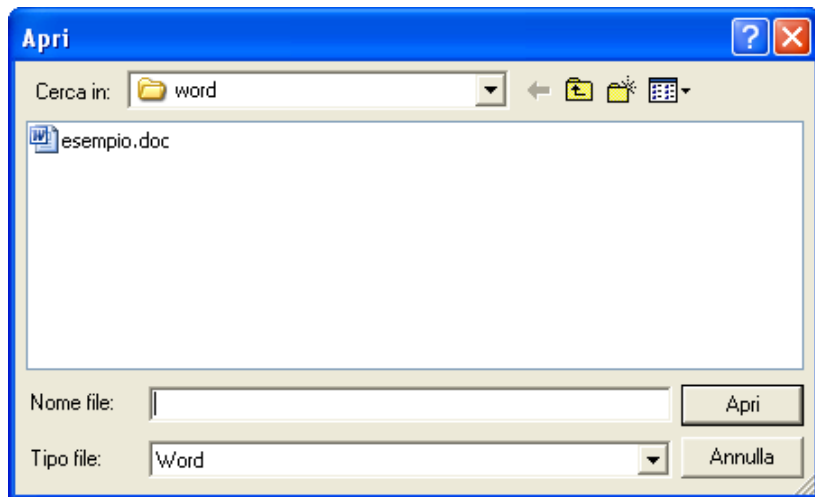 Apri
Cerca in: word
esempio.doc
Nome file: Apri
Tipo file: Word Annulla